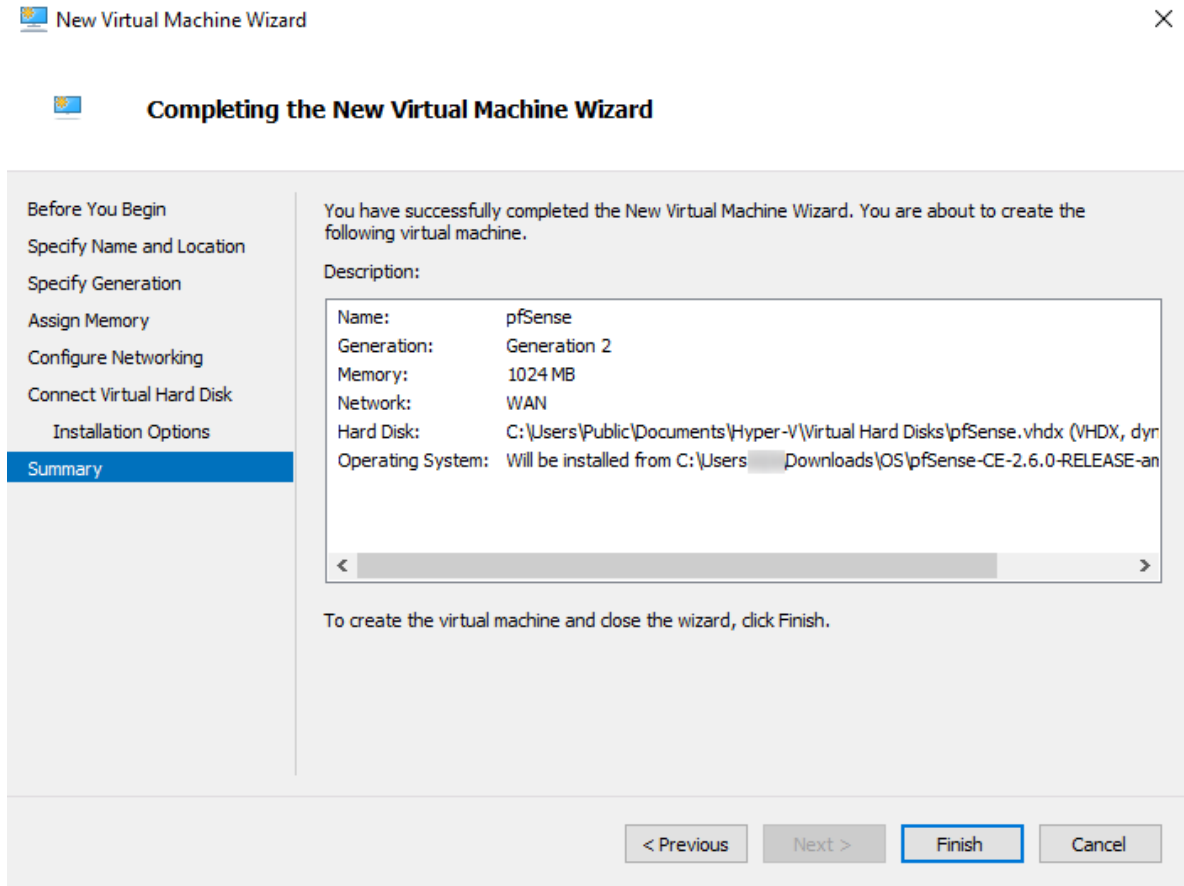 New Virtual Machine Wizard
Completing the New Virtual Machine Wizard
Before You Begin
Specify Name and Location
Specify Generation
Assign Memory
Configure Networking
Connect Virtual Hard Disk
Installation Options
Summary
You have successfully completed the New Virtual Machine Wizard. You are about to create the
following virtual machine.
Description:
Name: pfSense
Generation: Generation 2
Memory: 1024 MB
Network: WAN
Hard Disk: C:\Users\Public\Documents\Hyper-V\Virtual Hard Disks\pfSense.vhdx (VHDX, dyn
Operating System: Will be installed from C:\Users Downloads\OS\pfSense-CE-2.6.0-RELEASE-am
To create the virtual machine and close the wizard, click Finish.
< Previous
Next >
Finish
Cancel